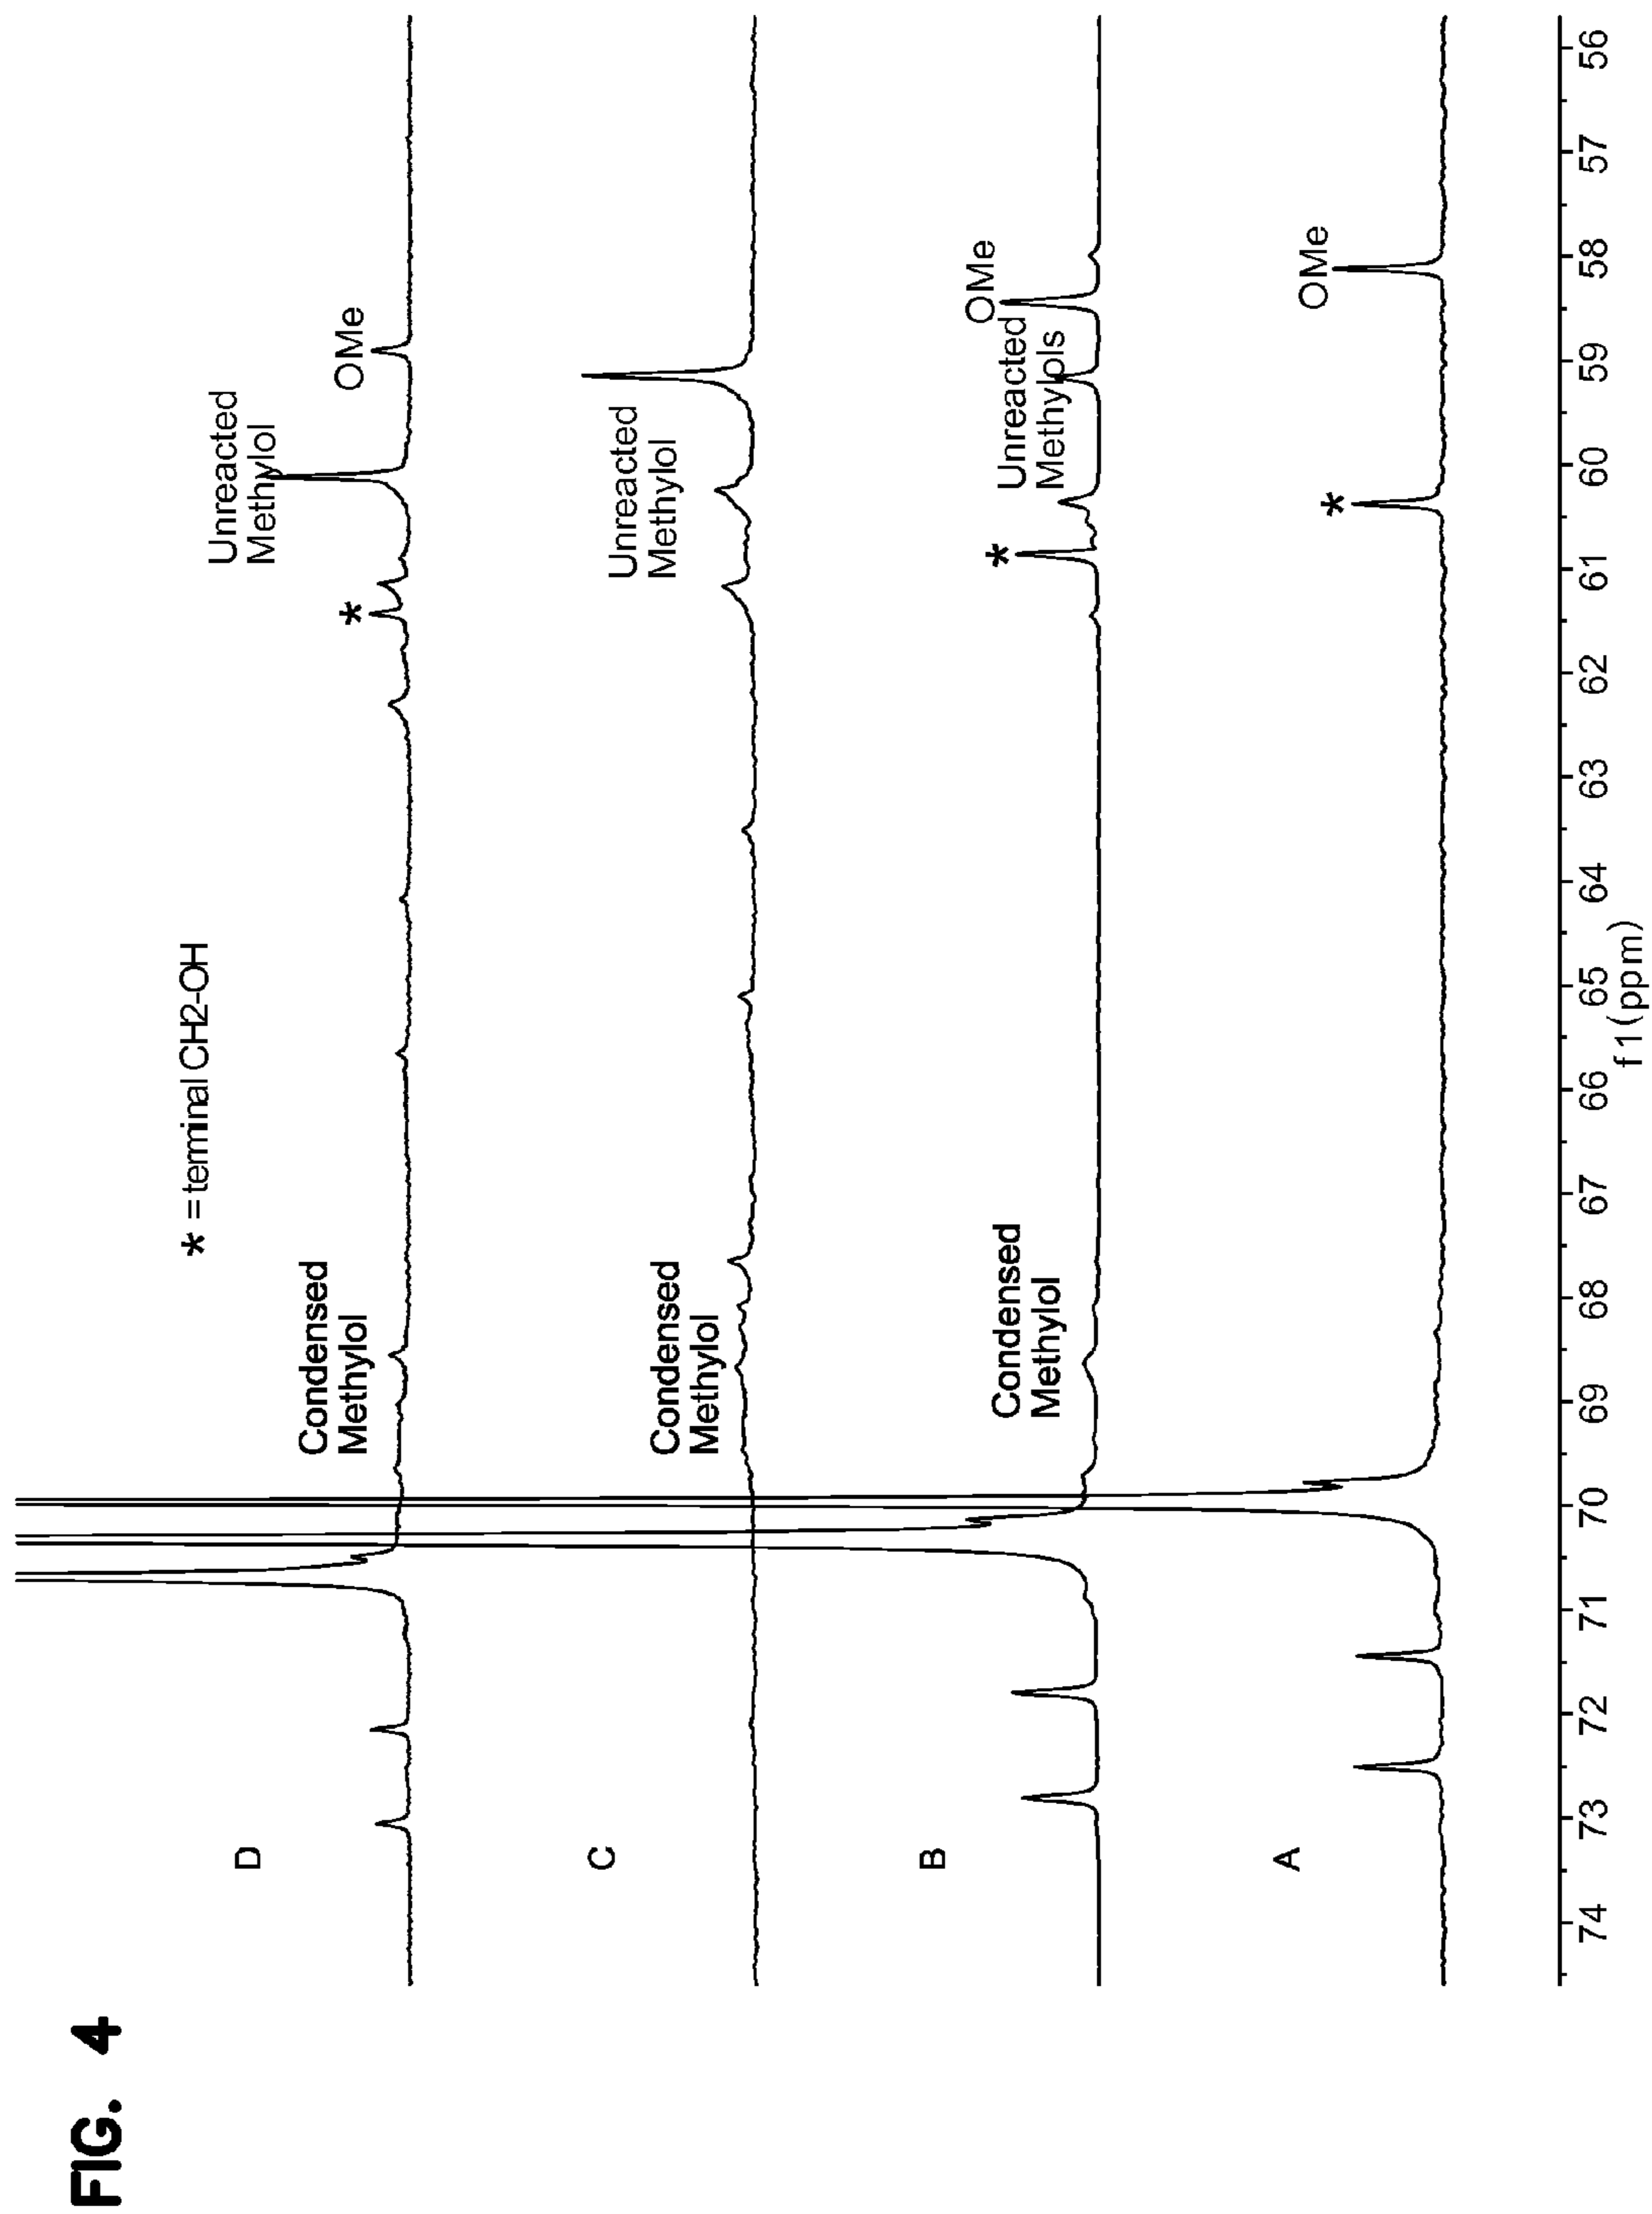 FIG. 4
* = terminal CH2-OH
D
Condensed
Methylol
*
Unreacted
Methylol
OMe
C
Condensed
Methylol
Unreacted
Methylol
B
Condensed
Methylol
*
Unreacted
Methylols
OMe
A
*
OMe
74 73 72 71 70 69 68 67 66 65 64 63 62 61 60 59 58 57 56
f1(ppm)